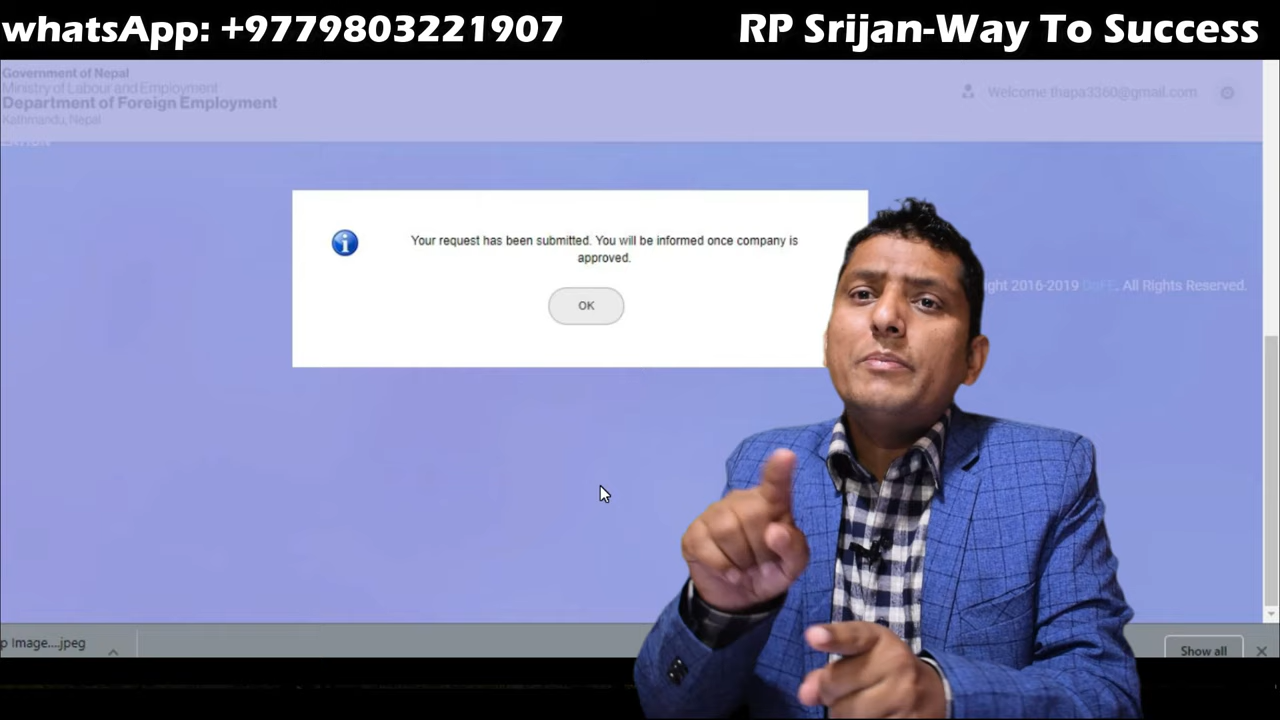 whatsApp: +9779803221907
RP Srijan-Way To Success
Government of Nepal
Ministry of Labour and Employment
Department of Foreign Employment
Kathmandu, Nepal
Welcome thapa3360@gmail.com
Your request has been submitted. You will be informed once company is
approved.
OK
ght 2016-2019 DoFE. All Rights Reserved.
p Image....jpeg
Show all